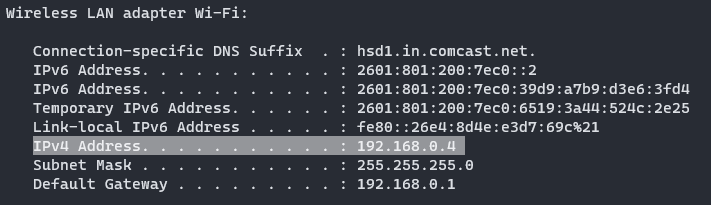 Wireless LAN adapter Wi-Fi:
Connection-specific DNS Suffix  . : hsd1.in.comcast.net.
IPv6 Address. . . . . . . . . . . : 2601:801:200:7ec0::2
IPv6 Address. . . . . . . . . . . : 2601:801:200:7ec0:39d9:a7b9:d3e6:3fd4
Temporary IPv6 Address. . . . . . : 2601:801:200:7ec0:6519:3a44:524c:2e25
Link-local IPv6 Address . . . . . : fe80::26e4:8d4e:e3d7:69c%21
IPv4 Address. . . . . . . . . . . : 192.168.0.4
Subnet Mask . . . . . . . . . . . : 255.255.255.0
Default Gateway . . . . . . . . . : 192.168.0.1